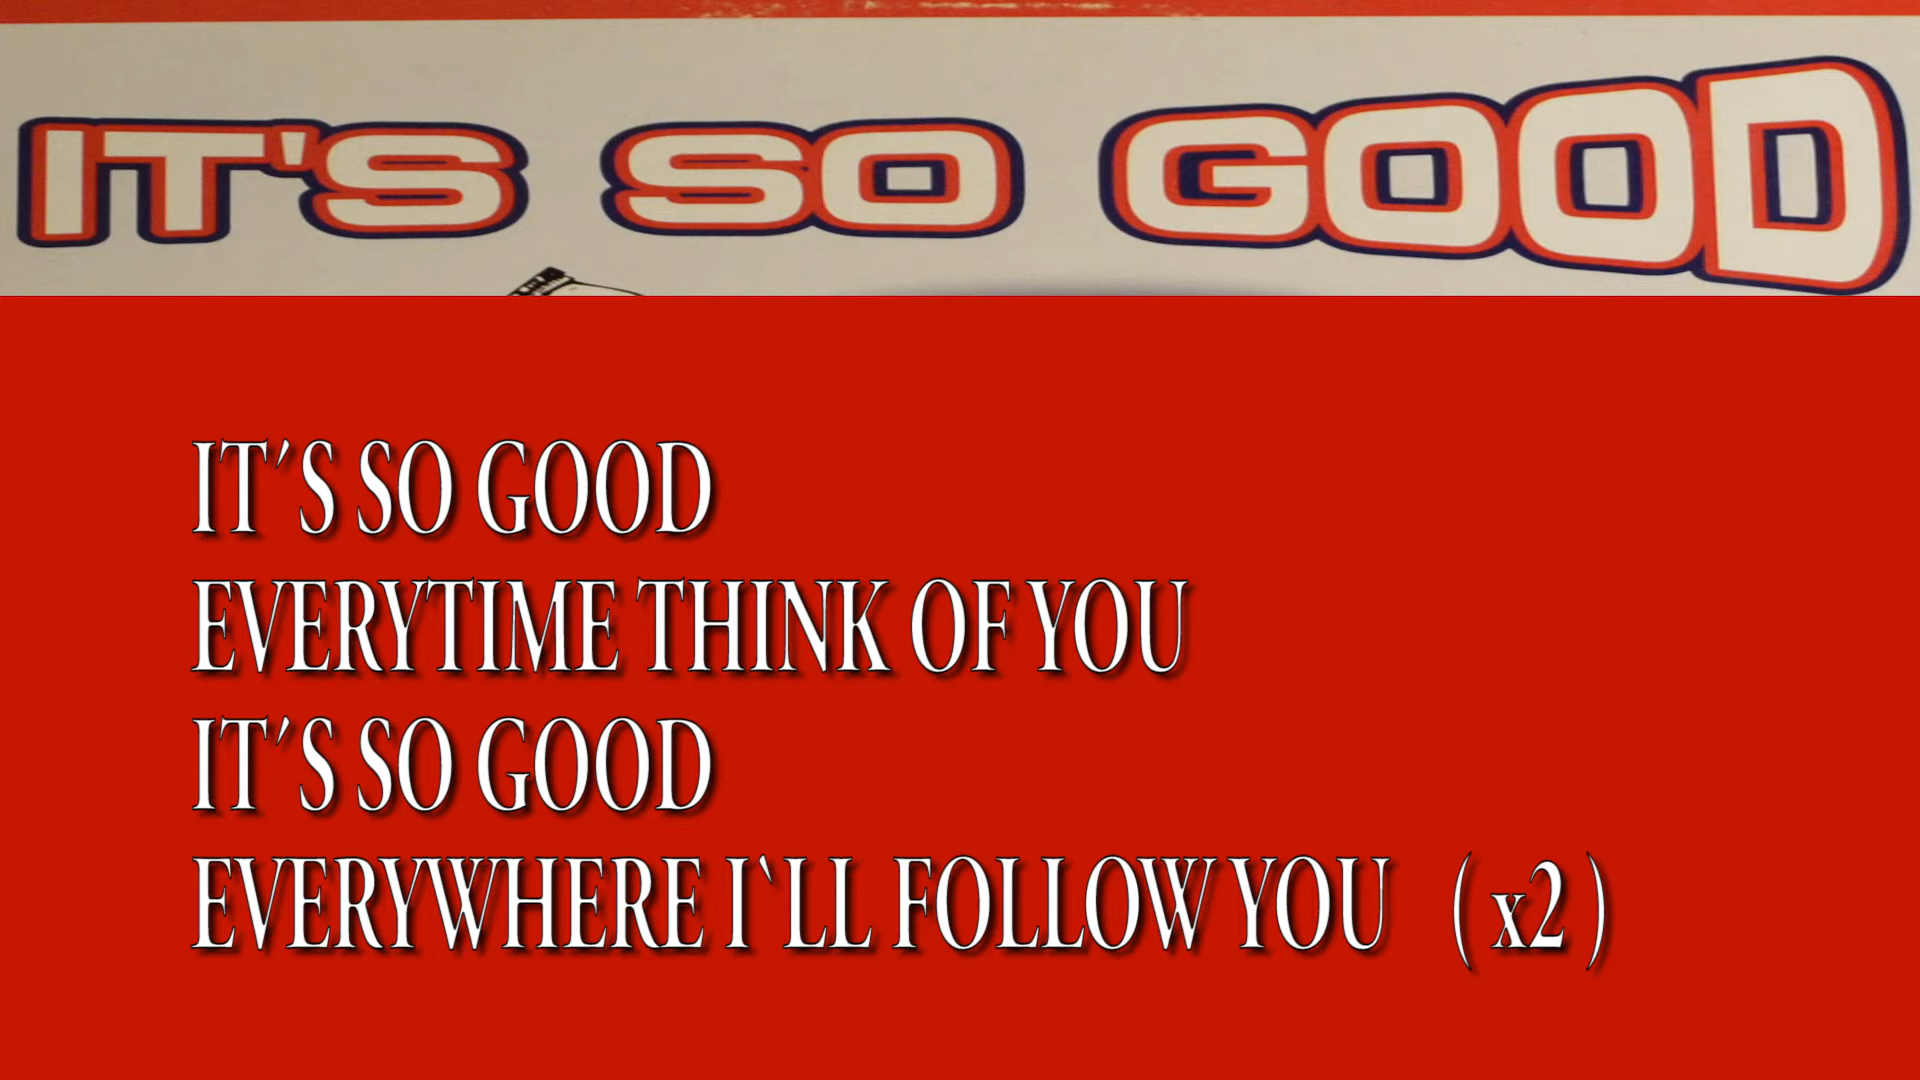 IT'S SO GOOD
IT´S SO GOOD
EVERYTIME THINK OF YOU
IT´S SO GOOD
EVERYWHERE I`LL FOLLOW YOU ( x2 )